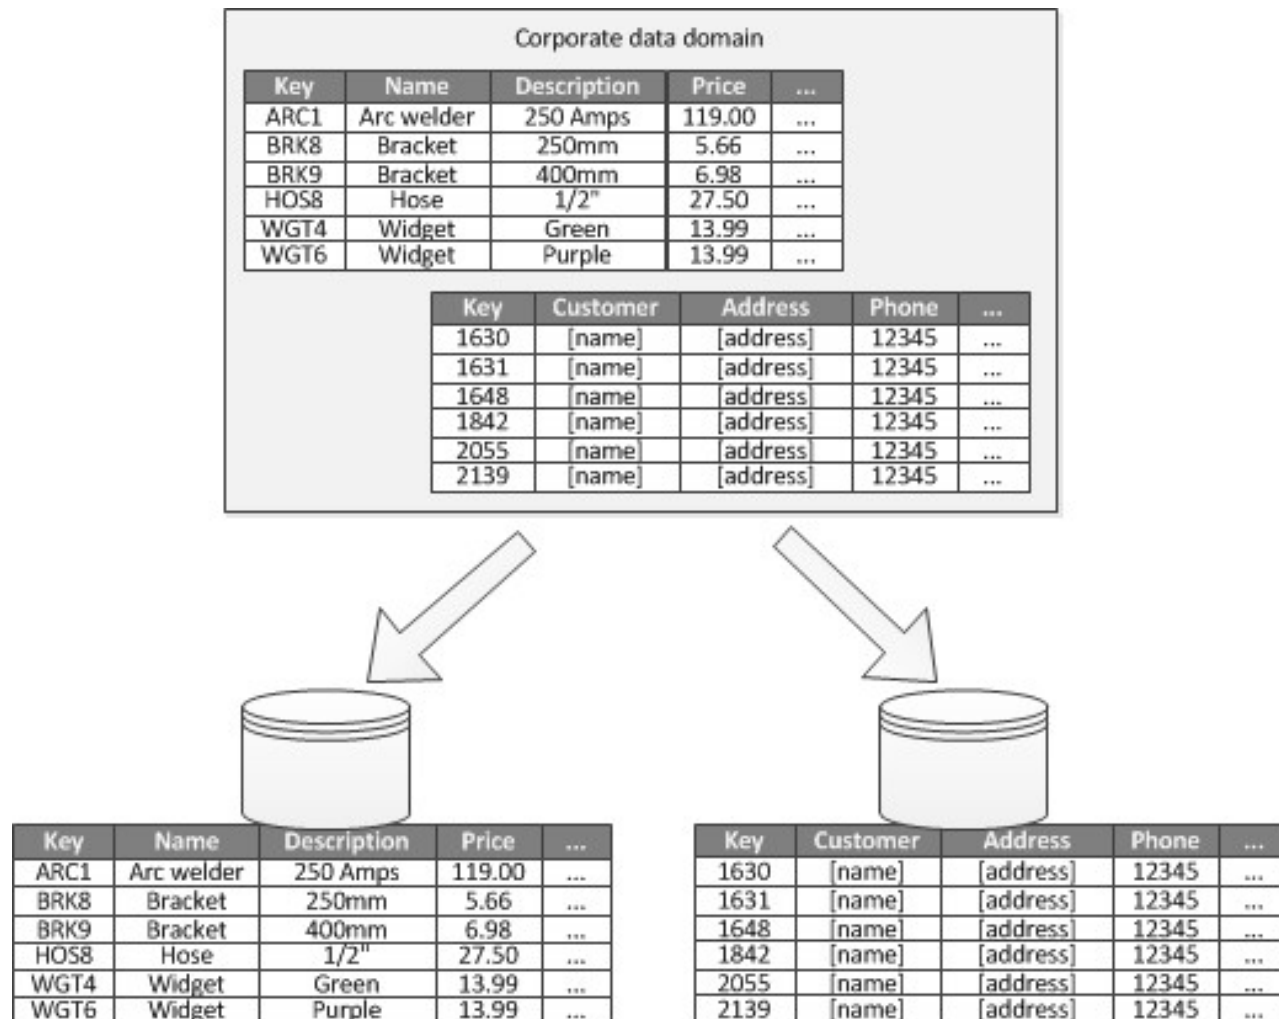 Corporate data domain
Key Name Description Price ...
ARC1 Arc welder 250 Amps 119.00 ...
BRK8 Bracket 250mm 5.66 ...
BRK9 Bracket 400mm 6.98 ...
HOS8 Hose 1/2" 27.50 ...
WGT4 Widget Green 13.99 ...
WGT6 Widget Purple 13.99 ...
Key Customer Address Phone ...
1630 [name] [address] 12345 ...
1631 [name] [address] 12345 ...
1648 [name] [address] 12345 ...
1842 [name] [address] 12345 ...
2055 [name] [address] 12345 ...
2139 [name] [address] 12345 ...
Key Name Description Price ...
ARC1 Arc welder 250 Amps 119.00 ...
BRK8 Bracket 250mm 5.66 ...
BRK9 Bracket 400mm 6.98 ...
HOS8 Hose 1/2" 27.50 ...
WGT4 Widget Green 13.99 ...
WGT6 Widget Purple 13.99 ...
Key Customer Address Phone ...
1630 [name] [address] 12345 ...
1631 [name] [address] 12345 ...
1648 [name] [address] 12345 ...
1842 [name] [address] 12345 ...
2055 [name] [address] 12345 ...
2139 [name] [address] 12345 ...